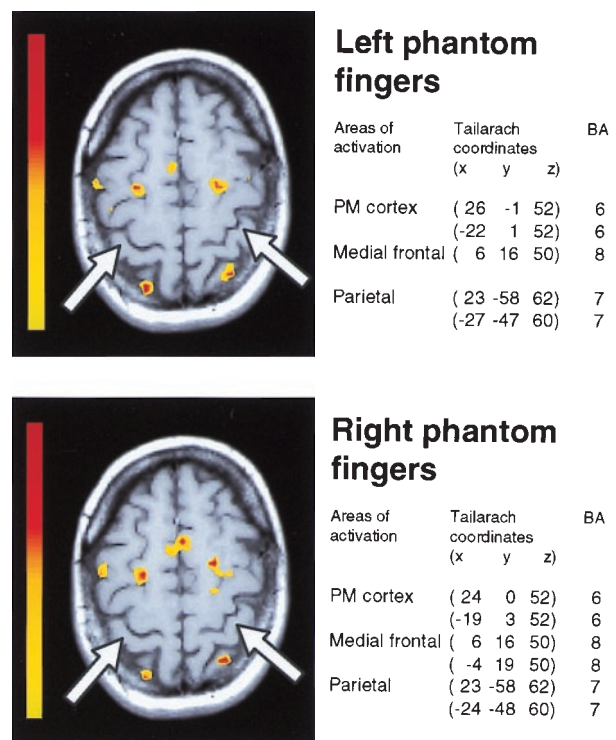 Left phantom
fingers
Areas of Tailarach BA
activation coordinates
(x y z)
PM cortex ( 26 -1 52) 6
(-22 1 52) 6
Medial frontal ( 6 16 50) 8
Parietal ( 23 -58 62) 7
(-27 -47 60) 7
Right phantom
fingers
Areas of Tailarach BA
activation coordinates
(x y z)
PM cortex ( 24 0 52) 6
(-19 3 52) 6
Medial frontal ( 6 16 50) 8
( -4 19 50) 8
Parietal ( 23 -58 62) 7
(-24 -48 60) 7